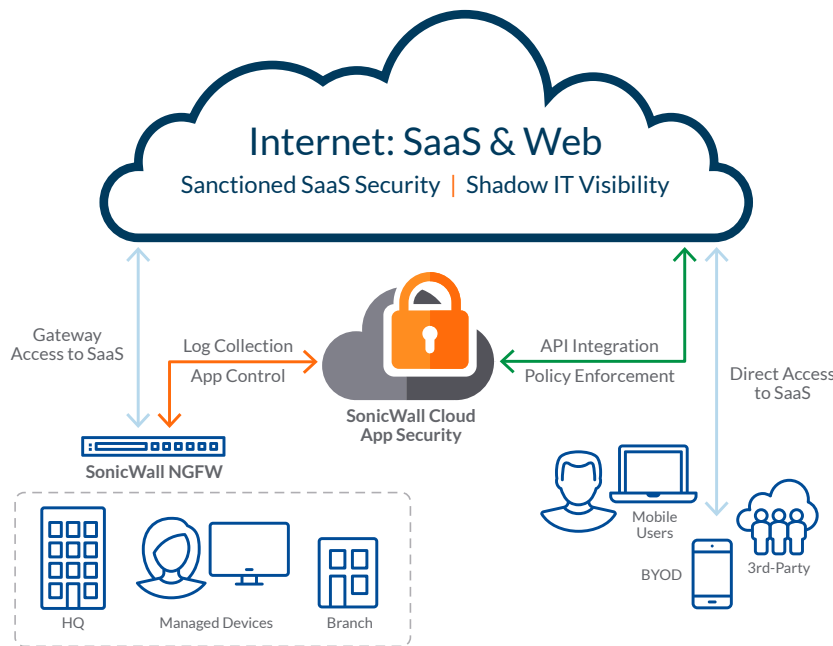 Internet: SaaS & Web
Sanctioned SaaS Security | Shadow IT Visibility
Gateway
Access to SaaS
Log Collection
App Control
SonicWall Cloud
App Security
API Integration
Policy Enforcement
Direct Access
to SaaS
SonicWall NGFW
HQ
Managed Devices
Branch
Mobile
Users
BYOD
3rd-Party